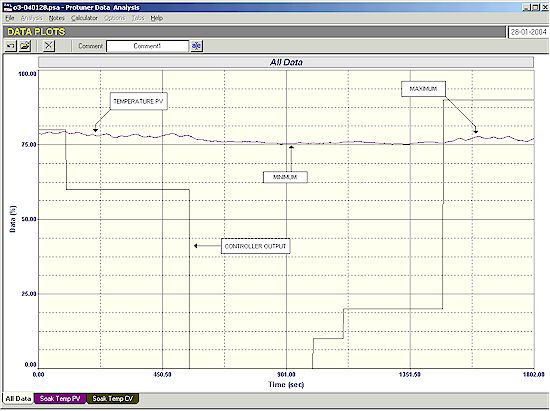 o3-040128.psa - Protuner Data Analysis
File Analysis Notes Calculator Options Tabs Help
DATA PLOTS
28-01-2004
Comment Comment1
All Data
100.00
75.00
50.00
25.00
0.00
Data (%)
TEMPERATURE PV
MAXIMUM
MINIMUM
CONTROLLER OUTPUT
0.00 450.50 901.00 1351.50 1802.00
Time (sec)
All Data Soak Temp PV Soak Temp CV